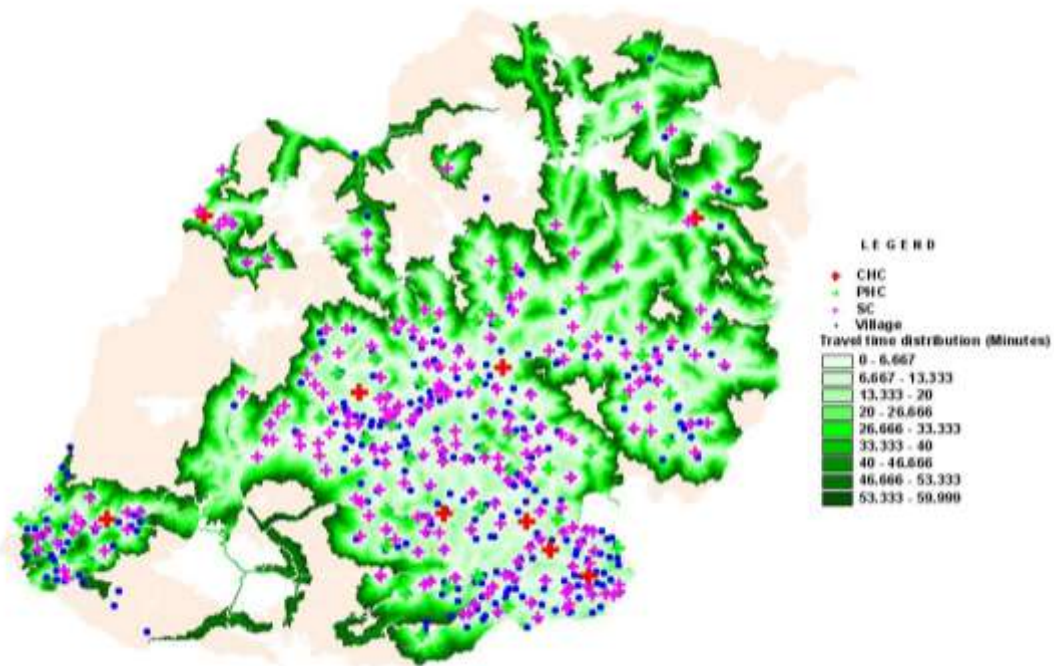 LEGEND
CHC
PHC
SC
Village
Travel time distribution (Minutes)
0 - 6.667
6.667 - 13.333
13.333 - 20
20 - 26.666
26.666 - 33.333
33.333 - 40
40 - 46.666
46.666 - 53.333
53.333 - 59.999